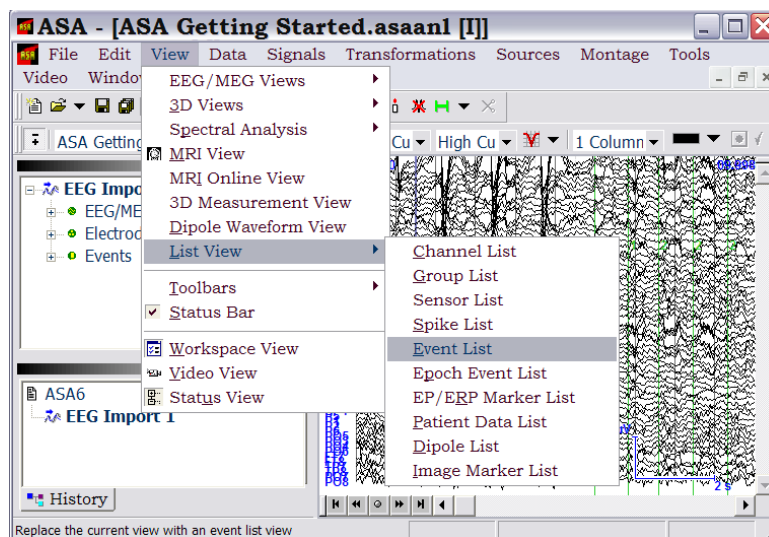 ASA - [ASA Getting Started.asaanl [I]]
File Edit View Data Signals Transformations Sources Montage Tools
Video
EEG/MEG Views
3D Views
Spectral Analysis
MRI View
MRI Online View
3D Measurement View
Dipole Waveform View
List View
Toolbars
Status Bar
Workspace View
Video View
Status View
ASA Getting
Cu High Cu 1 Column
EEG Impo
EEG/ME
Electrod
Events
Channel List
Group List
Sensor List
Spike List
Event List
Epoch Event List
EP/ERP Marker List
Patient Data List
Dipole List
Image Marker List
ASA6
EEG Import 1
History
2 s
Replace the current view with an event list view